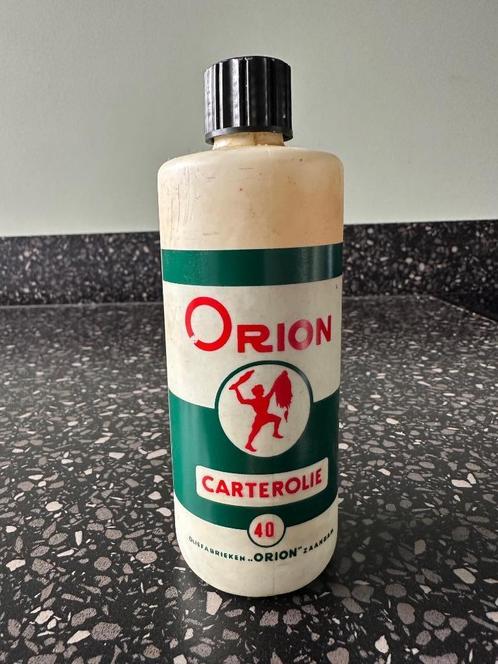 ORION
CARTEROLIE
40
OLIEFABRIEKEN „ORION” ZAANDAM